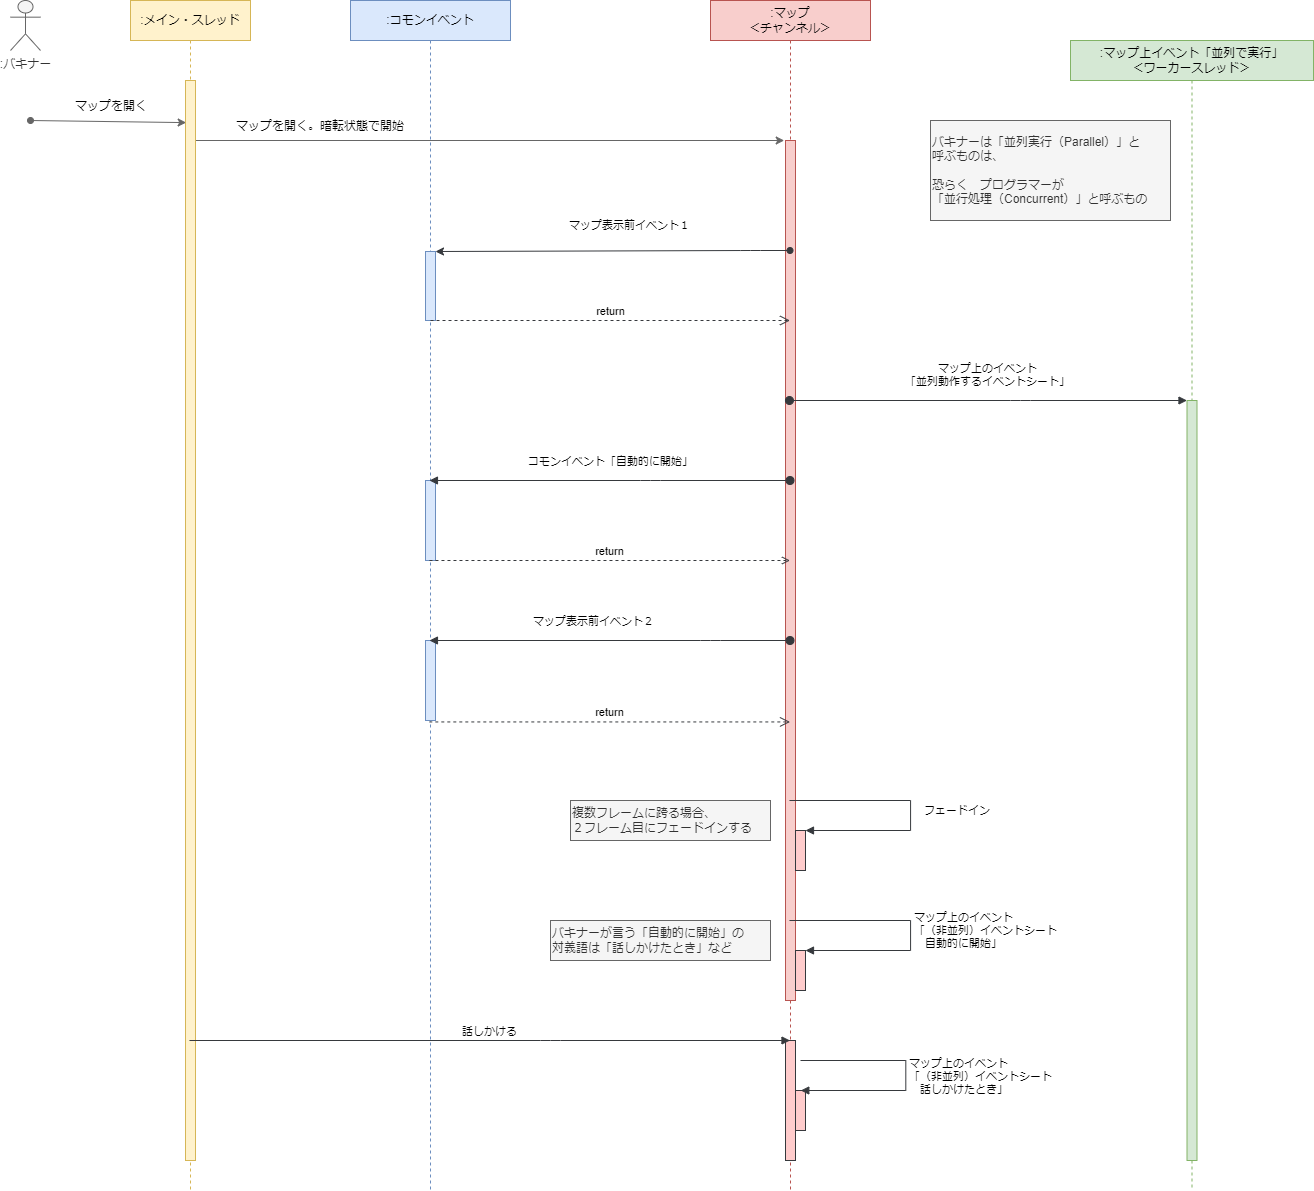 :バキナー
:メイン・スレッド
:コモンイベント
:マップ
＜チャンネル＞
:マップ上イベント「並列で実行」
＜ワーカースレッド＞
マップを開く
マップを開く。暗転状態で開始
バキナーは「並列実行（Parallel）」と
呼ぶものは、
恐らく　プログラマーが
「並行処理（Concurrent）」と呼ぶもの
マップ表示前イベント１
return
マップ上のイベント
「並列動作するイベントシート」
コモンイベント「自動的に開始」
return
マップ表示前イベント２
return
複数フレームに跨る場合、
２フレーム目にフェードインする
フェードイン
バキナーが言う「自動的に開始」の
対義語は「話しかけたとき」など
マップ上のイベント
「（非並列）イベントシート
自動的に開始」
話しかける
マップ上のイベント
「（非並列）イベントシート
話しかけたとき」